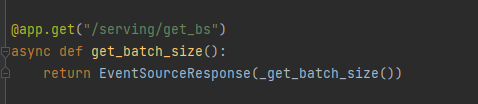 @app.get("/serving/get_bs")
async def get_batch_size():
    return EventSourceResponse(_get_batch_size())